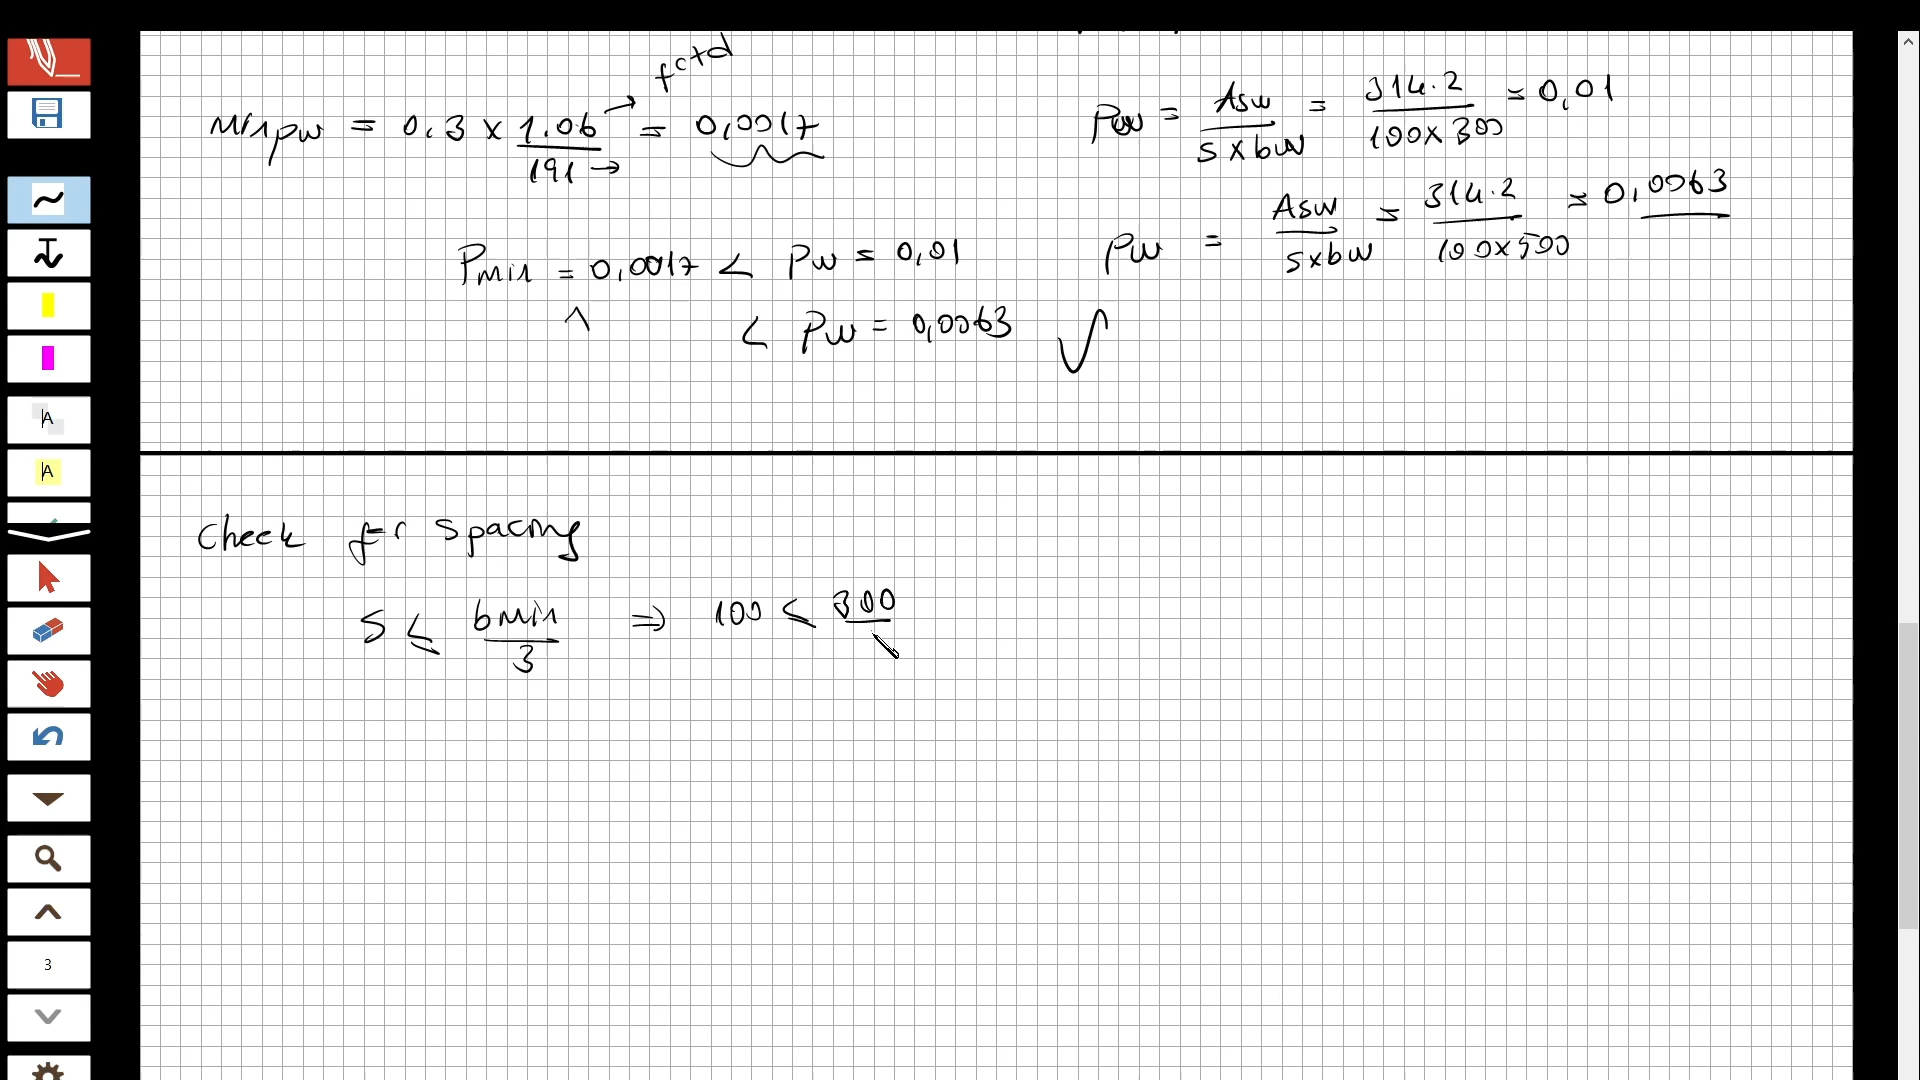 fctd
Min ρw = 0.3 x 1.06 / 191 → = 0,0017
ρw = Asw / s x bw = 314.2 / 100 x 300 = 0,01
ρw = Asw / s x bw = 314.2 / 100 x 500 = 0,0063
ρmin = 0,0017 < ρw = 0,01
^ < ρw = 0,0063 √
Check for spacing
S ≤ bmin / 3 ⇒ 100 ≤ 300
A
A
3